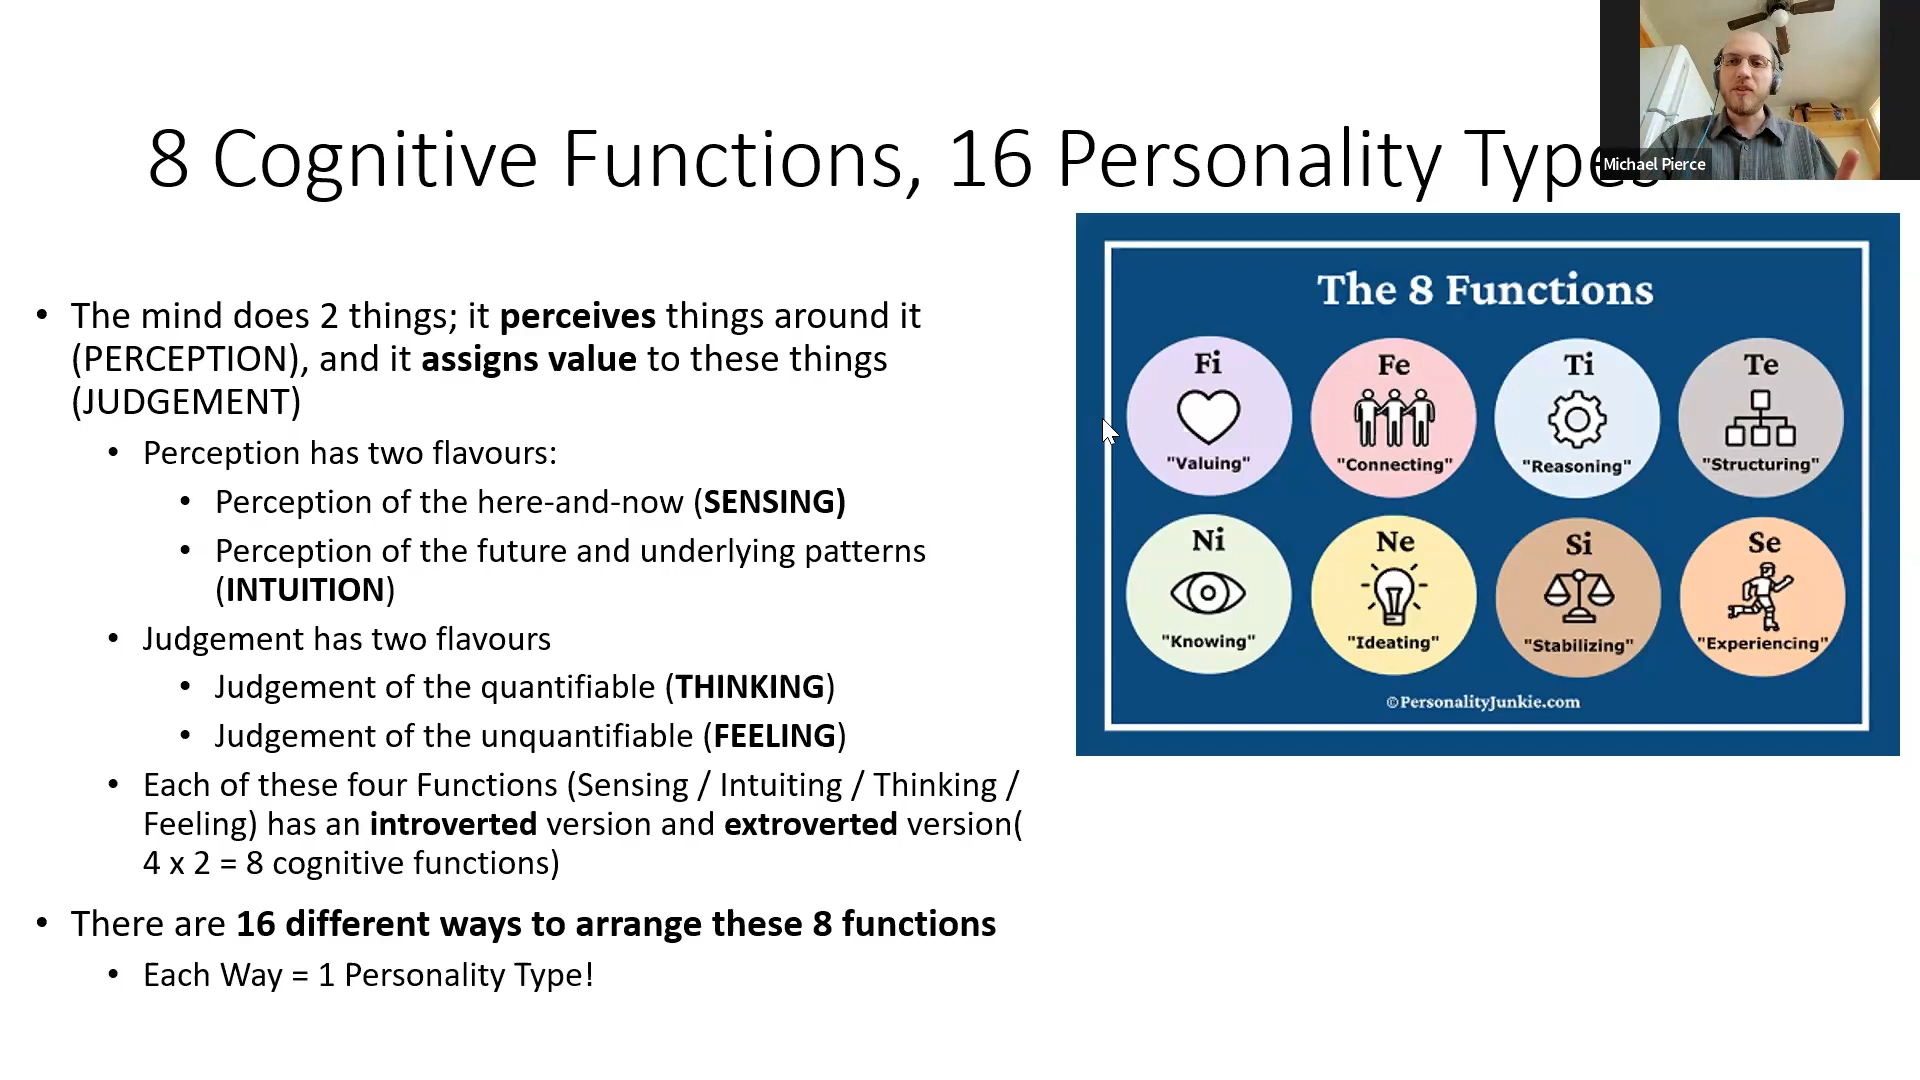 8 Cognitive Functions, 16 Personality Types
Michael Pierce
• The mind does 2 things; it perceives things around it
(PERCEPTION), and it assigns value to these things
(JUDGEMENT)
• Perception has two flavours:
• Perception of the here-and-now (SENSING)
• Perception of the future and underlying patterns
(INTUITION)
• Judgement has two flavours
• Judgement of the quantifiable (THINKING)
• Judgement of the unquantifiable (FEELING)
• Each of these four Functions (Sensing / Intuiting / Thinking /
Feeling) has an introverted version and extroverted version(
4 x 2 = 8 cognitive functions)
• There are 16 different ways to arrange these 8 functions
• Each Way = 1 Personality Type!
The 8 Functions
Fi
"Valuing"
Fe
"Connecting"
Ti
"Reasoning"
Te
"Structuring"
Ni
"Knowing"
Ne
"Ideating"
Si
"Stabilizing"
Se
"Experiencing"
©PersonalityJunkie.com